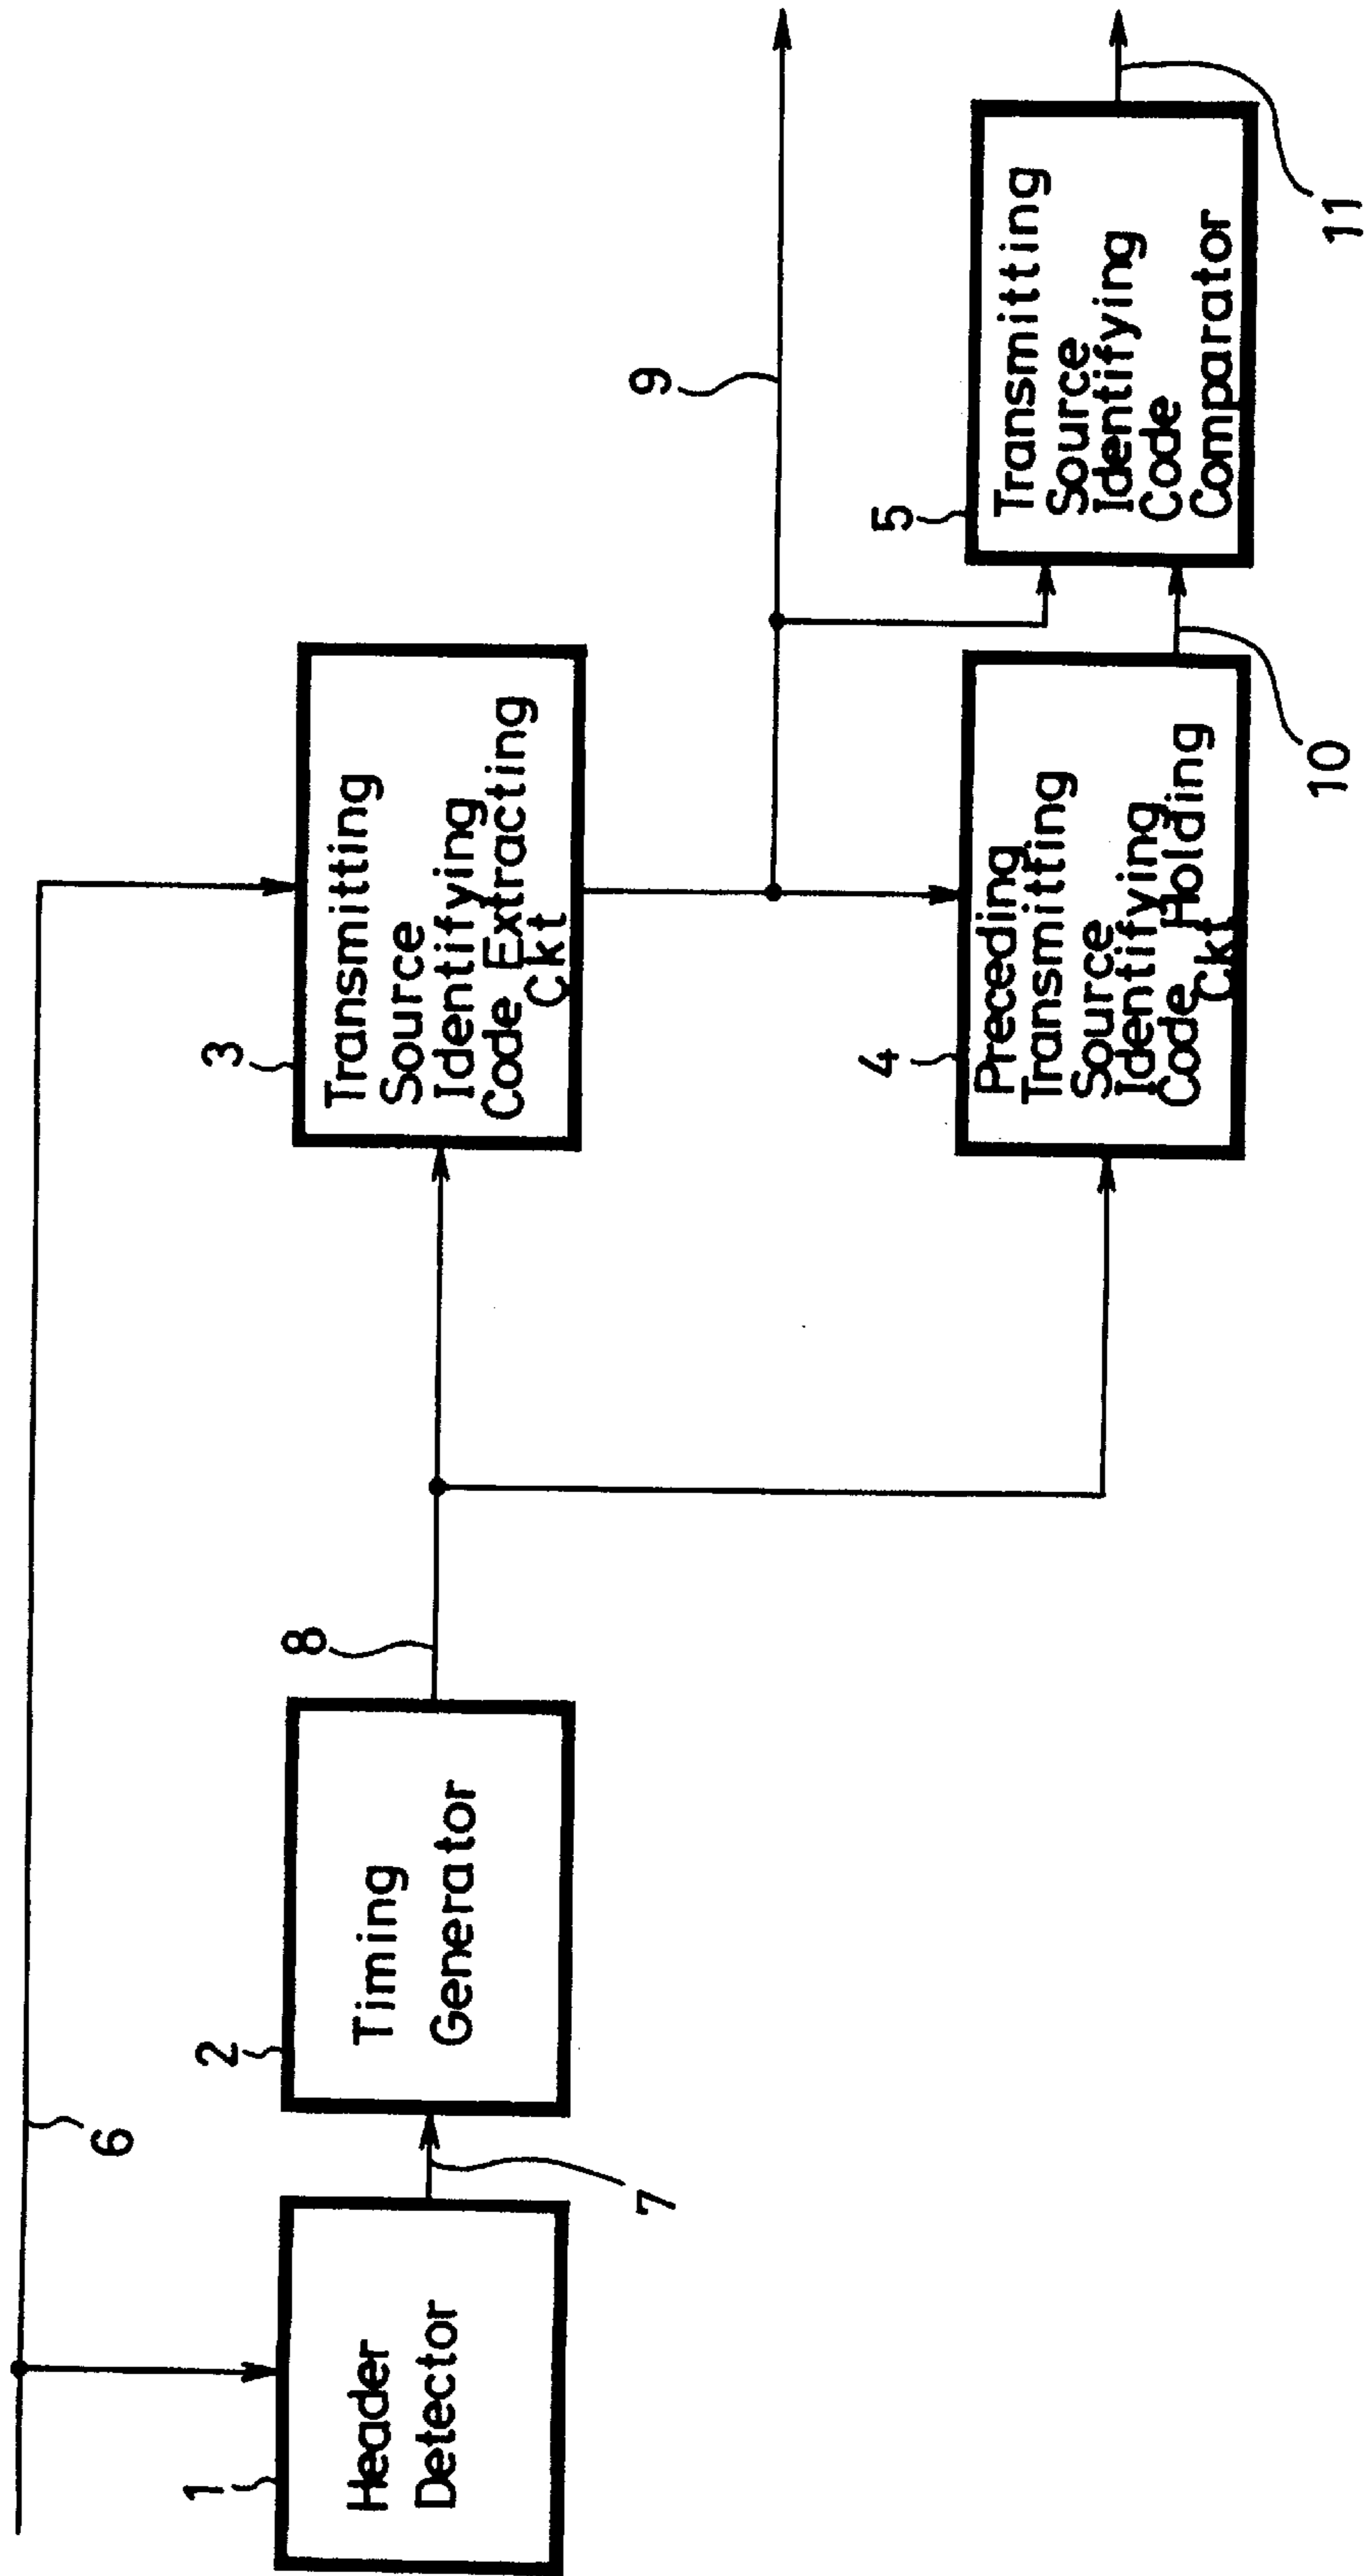 6
1
Header
Detector
7
2
Timing
Generator
8
3
Transmitting
Source
Identifying
Code Extracting
Ckt
9
4
Preceding
Transmitting
Source
Identifying
Code Holding
Ckt
10
5
Transmitting
Source
Identifying
Code
Comparator
11